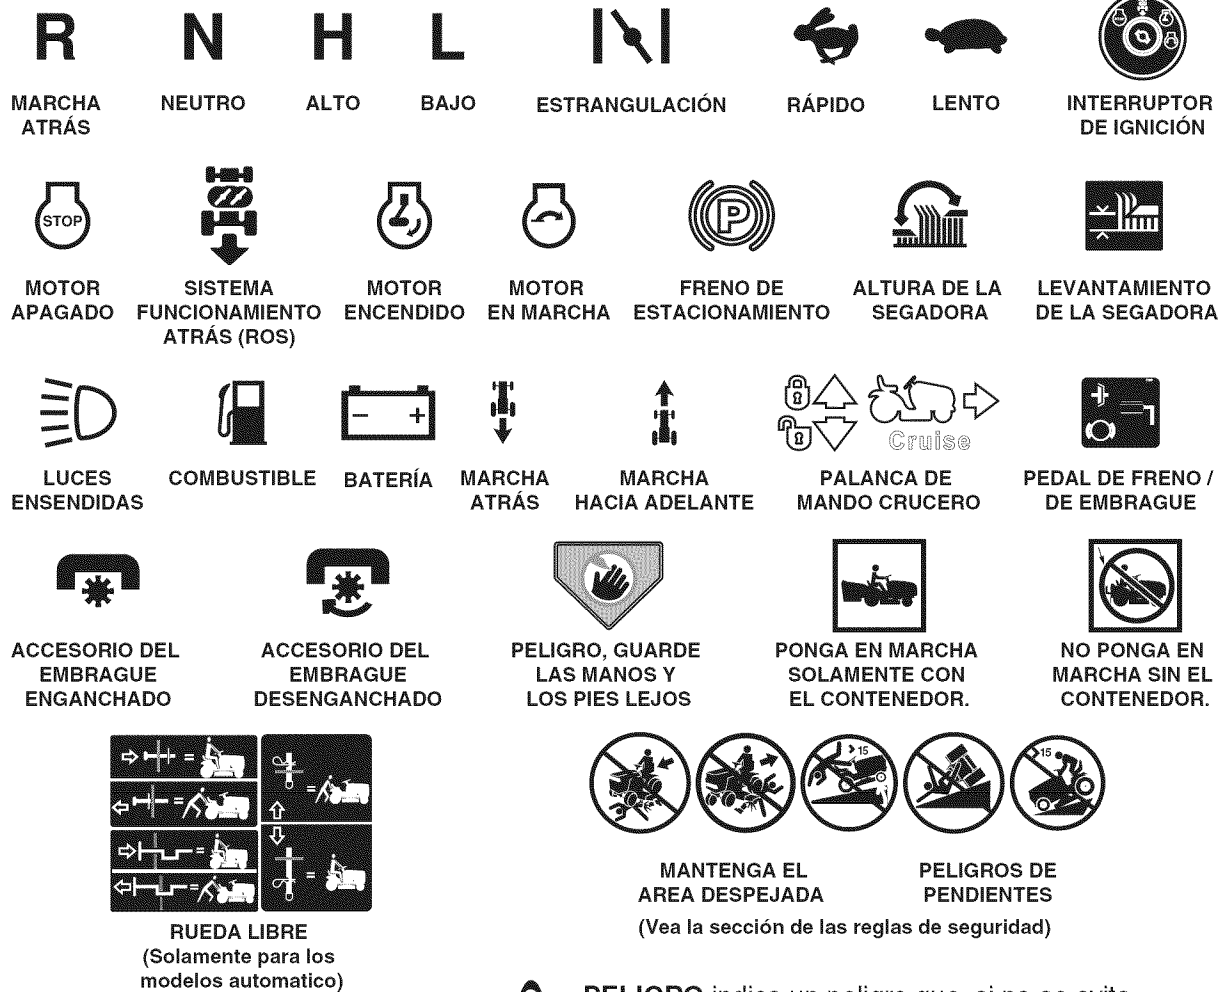 R N H L
MARCHA ATRÁS
NEUTRO
ALTO
BAJO
ESTRANGULACIÓN
RÁPIDO
LENTO
INTERRUPTOR
DE IGNICIÓN
STOP
P
MOTOR
APAGADO
SISTEMA
FUNCIONAMIENTO
ATRÁS (ROS)
MOTOR
ENCENDIDO
MOTOR
EN MARCHA
FRENO DE
ESTACIONAMIENTO
ALTURA DE LA
SEGADORA
LEVANTAMIENTO
DE LA SEGADORA
Cruise
LUCES
ENSENDIDAS
COMBUSTIBLE
BATERÍA
MARCHA
ATRÁS
MARCHA
HACIA ADELANTE
PALANCA DE
MANDO CRUCERO
PEDAL DE FRENO /
DE EMBRAGUE
ACCESORIO DEL
EMBRAGUE
ENGANCHADO
ACCESORIO DEL
EMBRAGUE
DESENGANCHADO
PELIGRO, GUARDE
LAS MANOS Y
LOS PIES LEJOS
PONGA EN MARCHA
SOLAMENTE CON
EL CONTENEDOR.
NO PONGA EN
MARCHA SIN EL
CONTENEDOR.
15
15
RUEDA LIBRE
(Solamente para los
modelos automatico)
MANTENGA EL
AREA DESPEJADA
PELIGROS DE
PENDIENTES
(Vea la sección de las reglas de seguridad)
PELIGRO indica un peligro que, si no se evita,